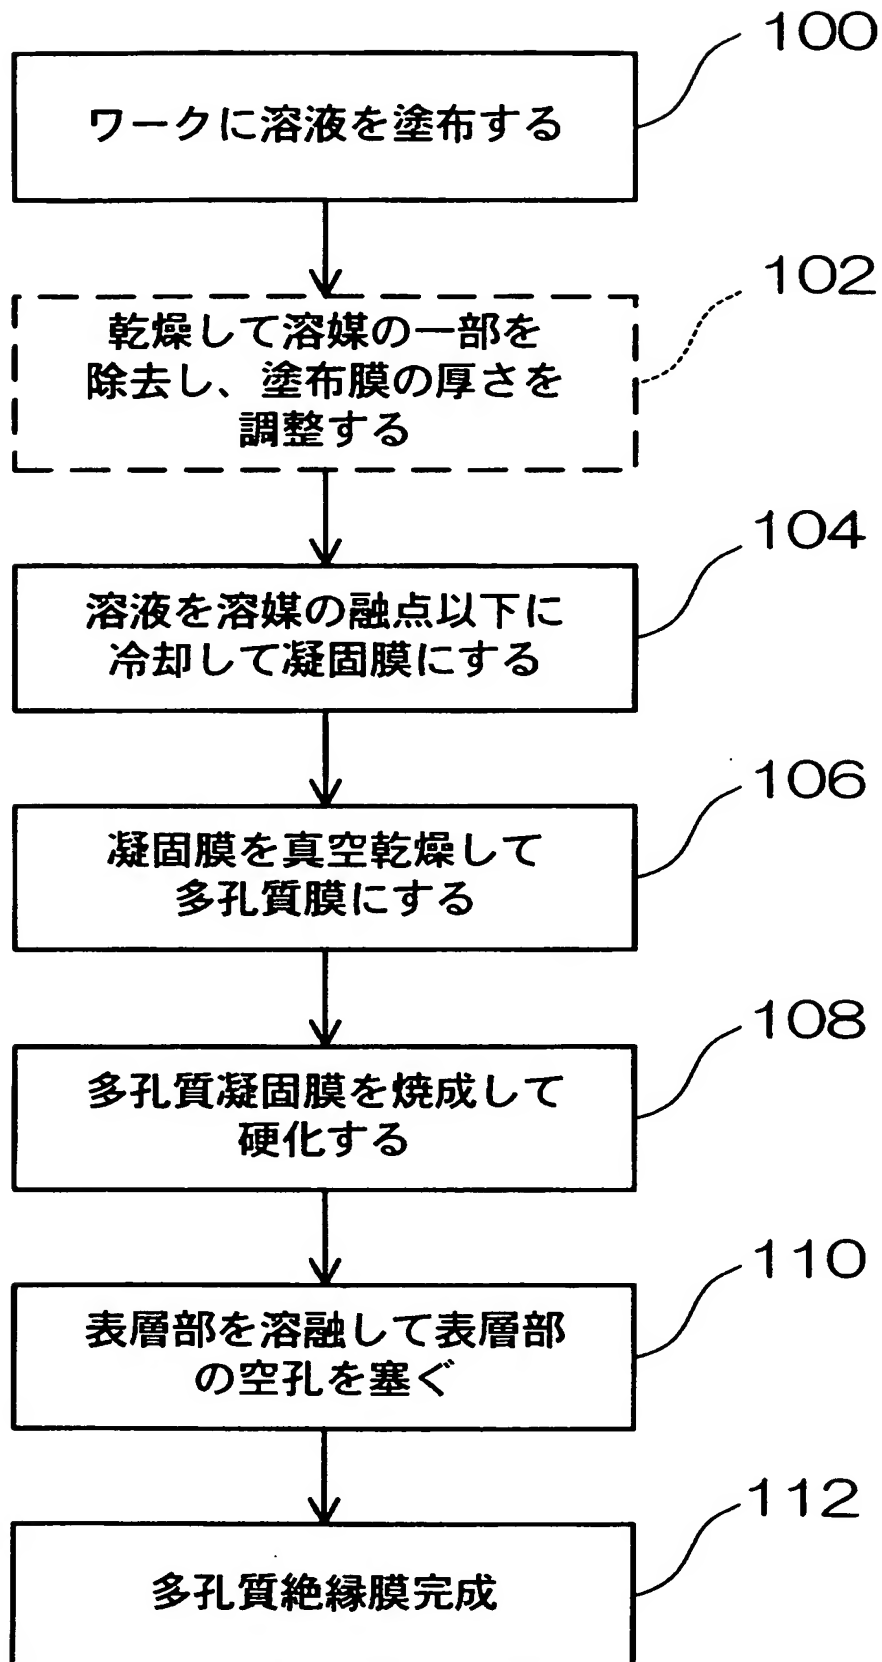 100
ワークに溶液を塗布する
102
乾燥して溶媒の一部を
除去し、塗布膜の厚さを
調整する
104
溶液を溶媒の融点以下に
冷却して凝固膜にする
106
凝固膜を真空乾燥して
多孔質膜にする
108
多孔質凝固膜を焼成して
硬化する
110
表層部を溶融して表層部
の空孔を塞ぐ
112
多孔質絶縁膜完成